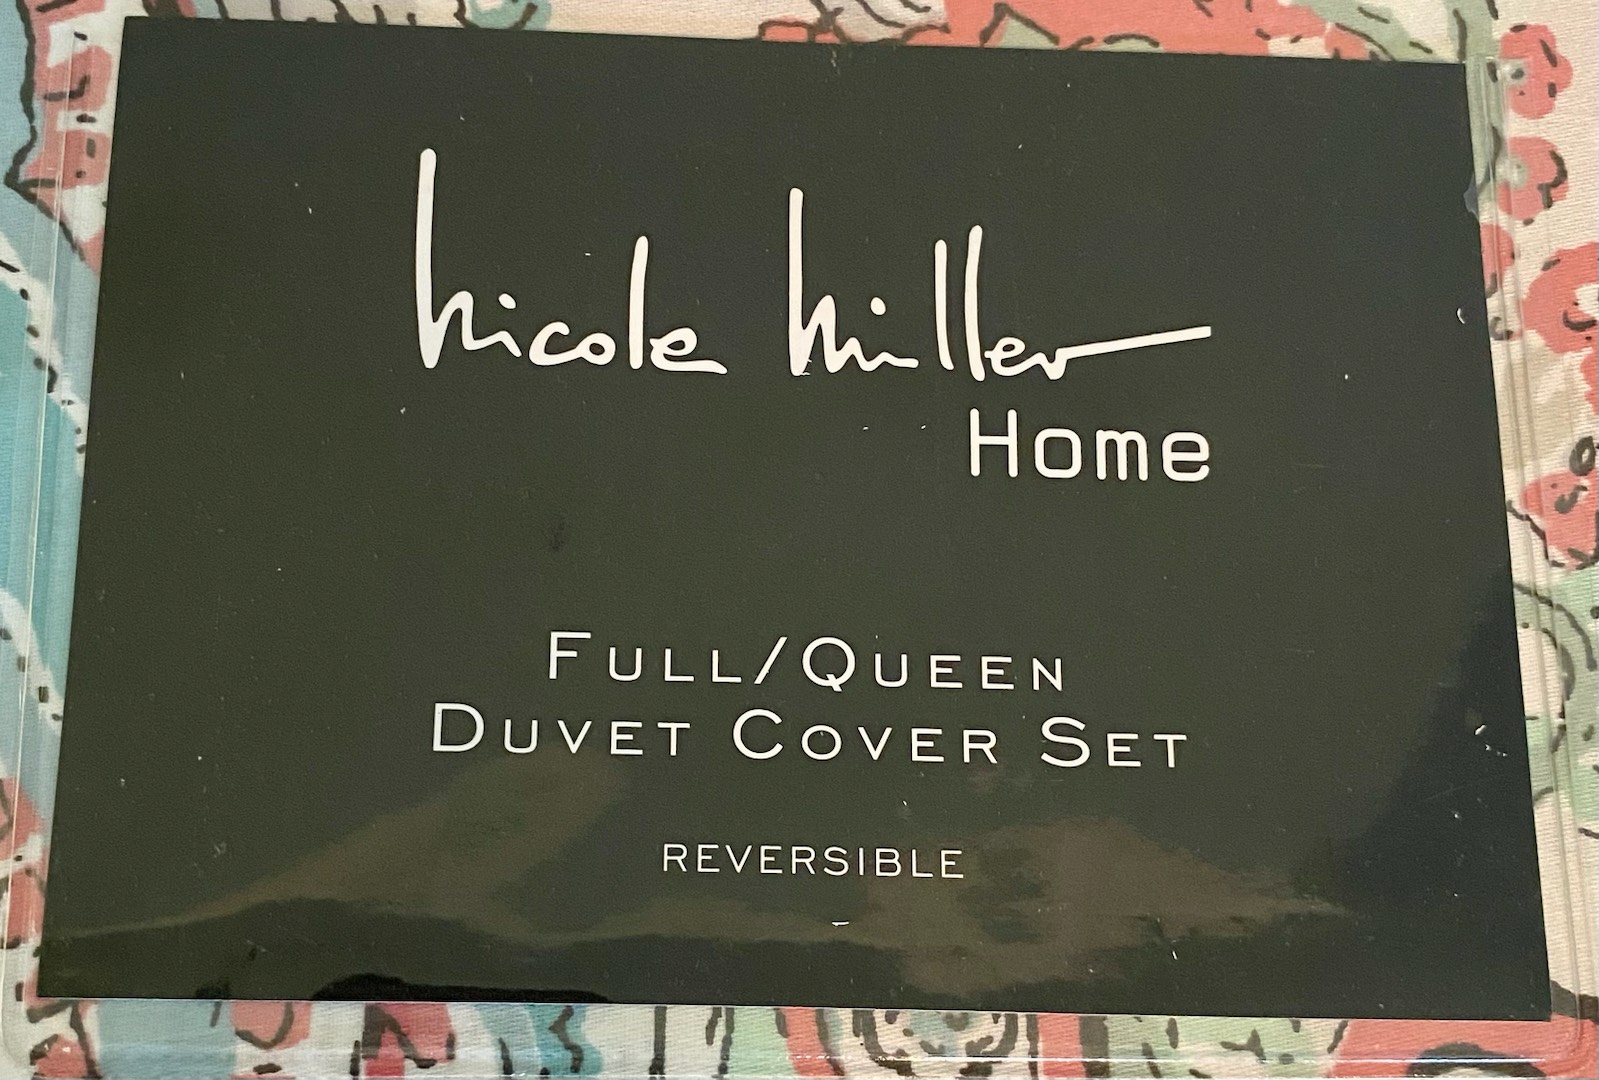 Nicole Miller
Home
FULL/QUEEN
DUVET COVER SET
REVERSIBLE